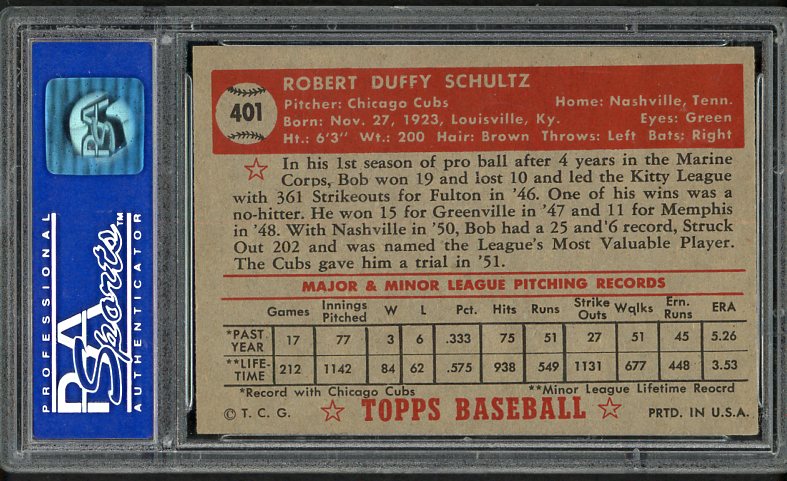 PROFESSIONAL
PSA
Sports™
AUTHENTICATOR
PSA
401
ROBERT DUFFY SCHULTZ
Pitcher: Chicago Cubs Home: Nashville, Tenn.
Born: Nov. 27, 1923, Louisville, Ky. Eyes: Green
Ht.: 6'3" Wt.: 200 Hair: Brown Throws: Left Bats: Right
In his 1st season of pro ball after 4 years in the Marine
Corps, Bob won 19 and lost 10 and led the Kitty League
with 361 Strikeouts for Fulton in '46. One of his wins was a
no-hitter. He won 15 for Greenville in '47 and 11 for Memphis
in '48. With Nashville in '50, Bob had a 25 and'6 record, Struck
Out 202 and was named the League's Most Valuable Player.
The Cubs gave him a trial in '51.
MAJOR & MINOR LEAGUE PITCHING RECORDS
Games Innings Pitched W L Pct. Hits Runs Strike Outs Walks Ern. Runs ERA
*PAST YEAR 17 77 3 6 .333 75 51 27 51 45 5.26
**LIFE-TIME 212 1142 84 62 .575 938 549 1131 677 448 3.53
*Record with Chicago Cubs **Minor League Lifetime Reocrd
© T. C. G. TOPPS BASEBALL PRTD. IN U.S.A.